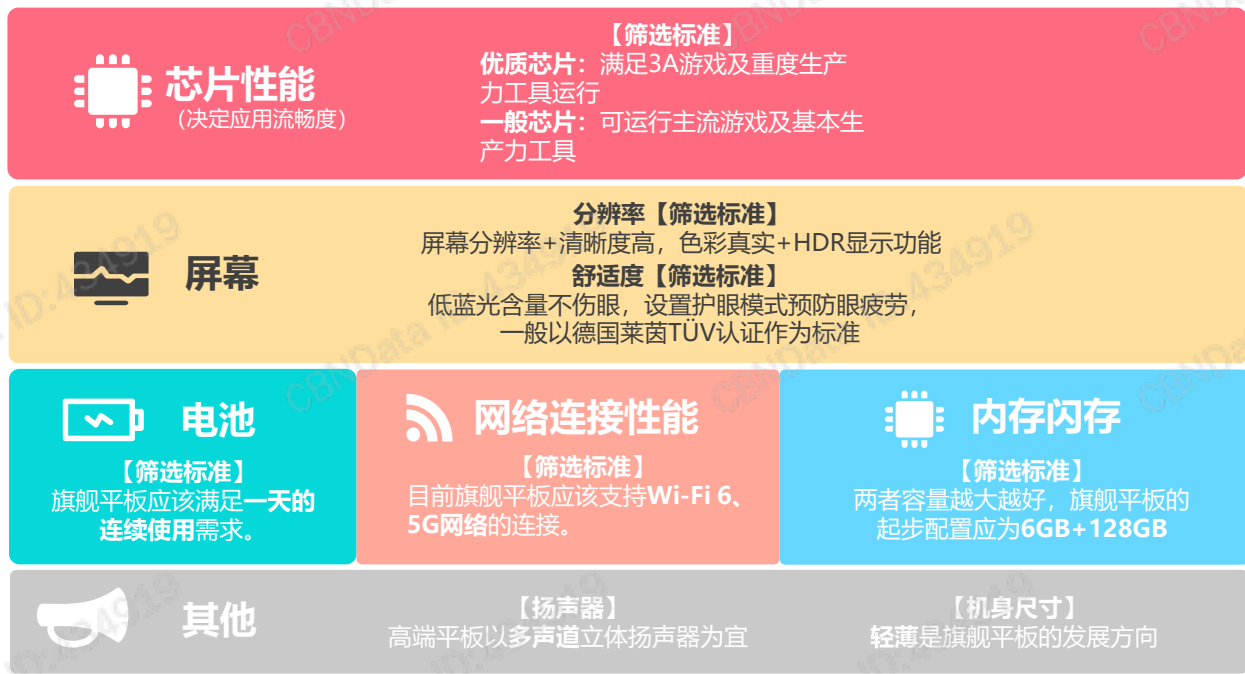 芯片性能
（决定应用流畅度）
【筛选标准】
优质芯片：满足3A游戏及重度生产
力工具运行
一般芯片：可运行主流游戏及基本生
产力工具
屏幕
分辨率【筛选标准】
屏幕分辨率+清晰度高，色彩真实+HDR显示功能
舒适度【筛选标准】
低蓝光含量不伤眼，设置护眼模式预防眼疲劳，
一般以德国莱茵TÜV认证作为标准
电池
【筛选标准】
旗舰平板应该满足一天的
连续使用需求。
网络连接性能
【筛选标准】
目前旗舰平板应该支持Wi-Fi 6、
5G网络的连接。
内存闪存
【筛选标准】
两者容量越大越好，旗舰平板的
起步配置应为6GB+128GB
其他
【扬声器】
高端平板以多声道立体扬声器为宜
【机身尺寸】
轻薄是旗舰平板的发展方向